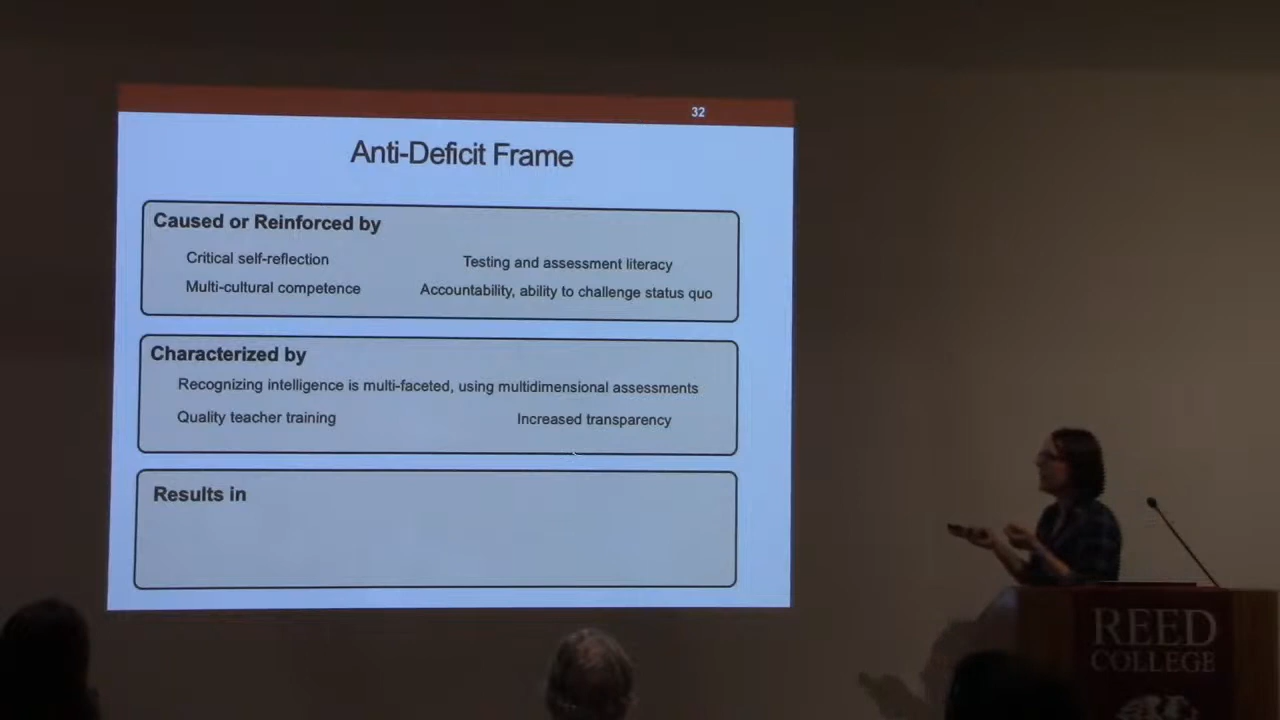 32
Anti-Deficit Frame
Caused or Reinforced by
Critical self-reflection
Testing and assessment literacy
Multi-cultural competence
Accountability, ability to challenge status quo
Characterized by
Recognizing intelligence is multi-faceted, using multidimensional assessments
Quality teacher training
Increased transparency
Results in
REED
COLLEGE